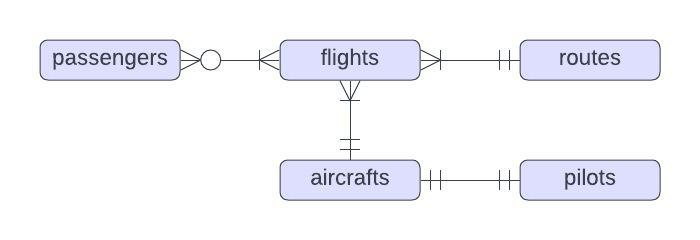 passengers
flights
routes
aircrafts
pilots